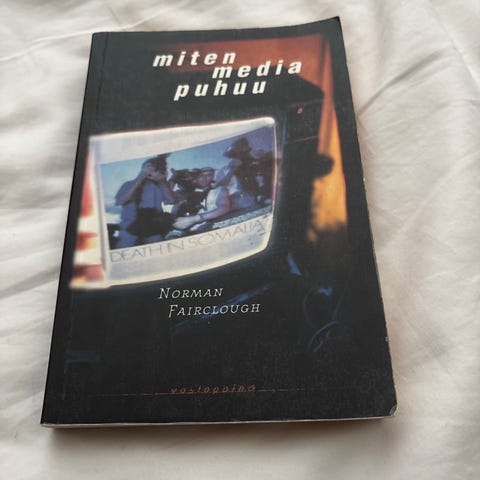 miten
media
puhuu
DEATH IN SOMALIA
NORMAN
FAIRCLOUGH
vastapaino